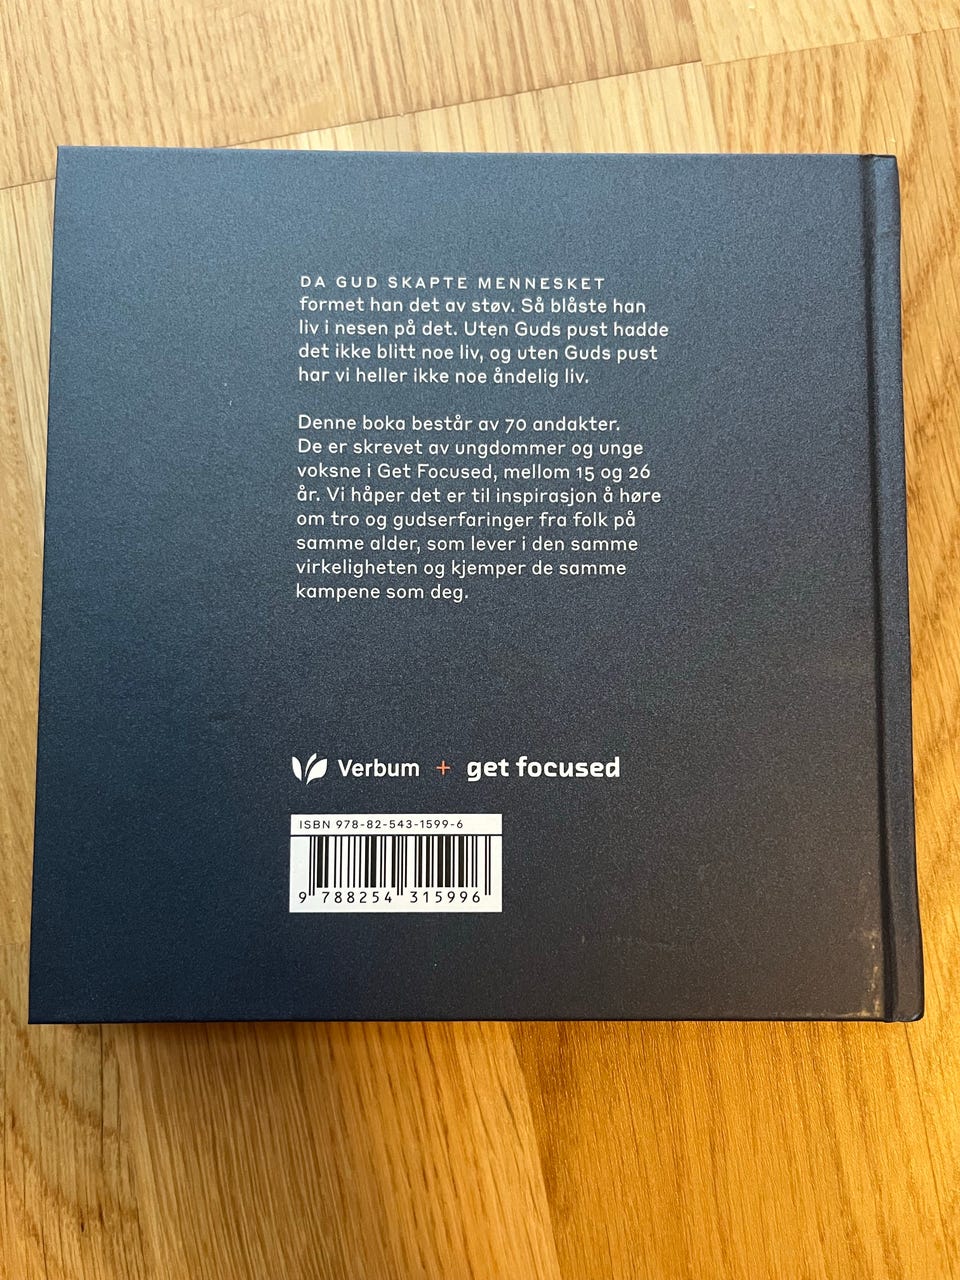 DA GUD SKAPTE MENNESKET
formet han det av støv. Så blåste han
liv i nesen på det. Uten Guds pust hadde
det ikke blitt noe liv, og uten Guds pust
har vi heller ikke noe åndelig liv.
Denne boka består av 70 andakter.
De er skrevet av ungdommer og unge
voksne i Get Focused, mellom 15 og 26
år. Vi håper det er til inspirasjon å høre
om tro og gudserfaringer fra folk på
samme alder, som lever i den samme
virkeligheten og kjemper de samme
kampene som deg.
Verbum + get focused
ISBN 978-82-543-1599-6
9 788254 315996